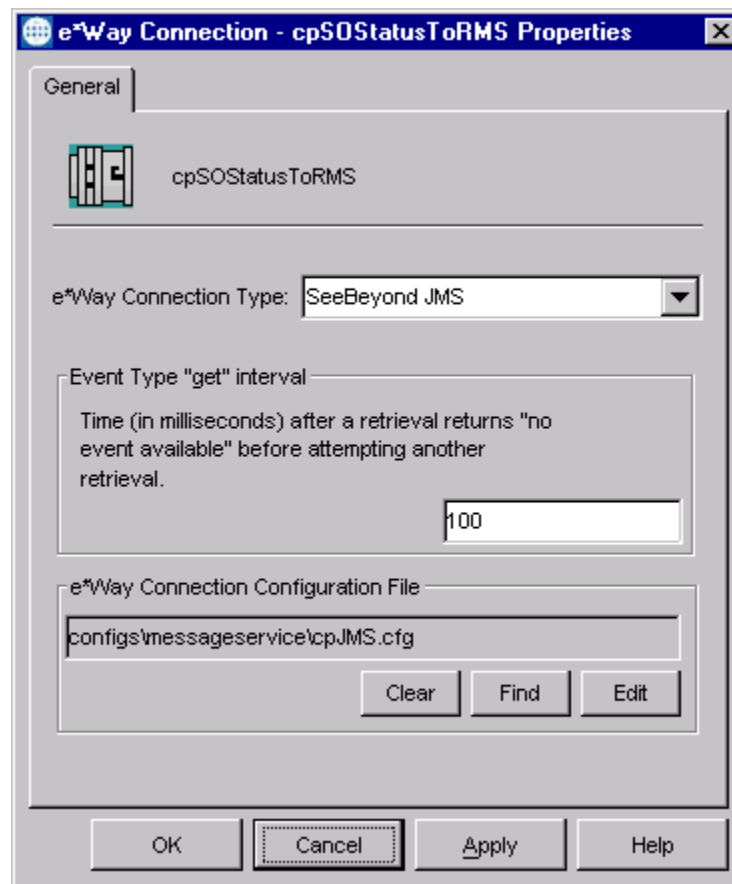 e*Way Connection - cpSOStatusToRMS Properties
General
cpSOStatusToRMS
e*Way Connection Type: SeeBeyond JMS
Event Type "get" interval
Time (in milliseconds) after a retrieval returns "no
event available" before attempting another
retrieval.
100
e*Way Connection Configuration File
configs\messageservice\cpJMS.cfg
Clear Find Edit
OK Cancel Apply Help